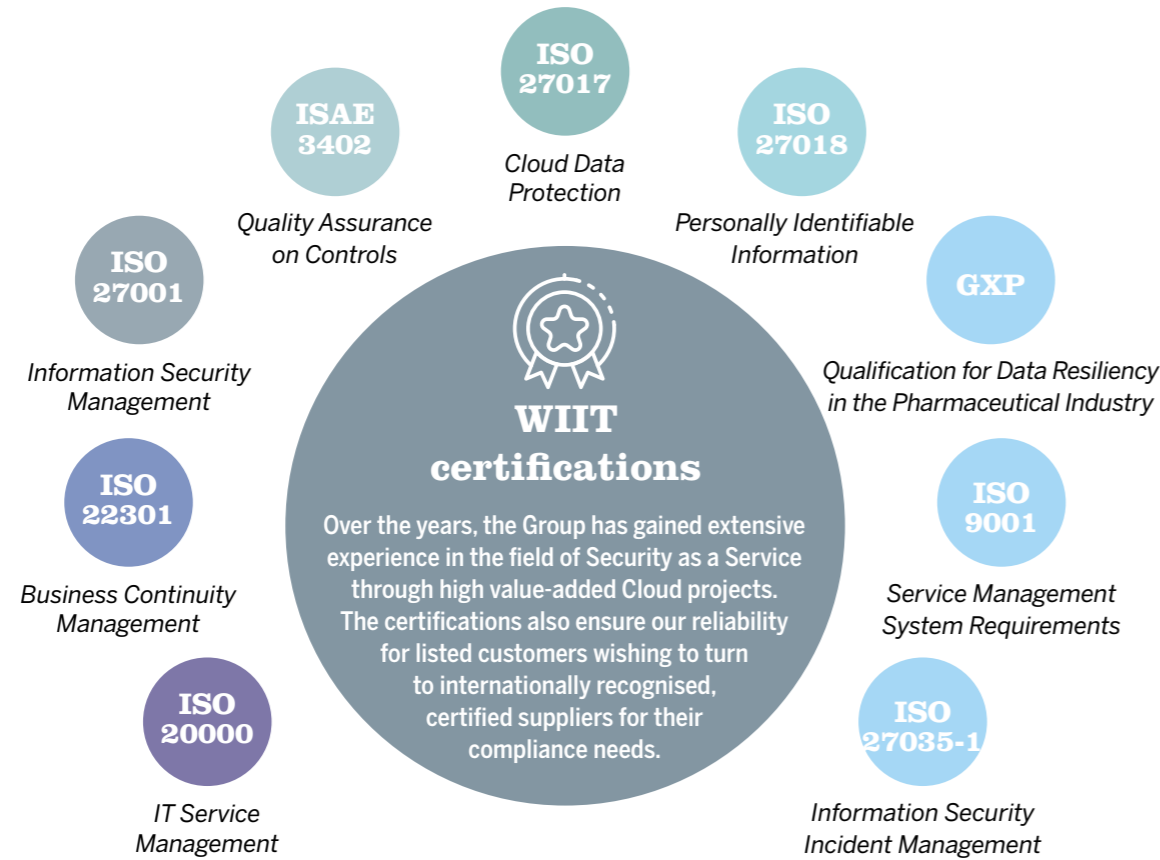 ISO
27017
Cloud Data
Protection
ISAE
3402
Quality Assurance
on Controls
ISO
27018
Personally Identifiable
Information
ISO
27001
Information Security
Management
GXP
Qualification for Data Resiliency
in the Pharmaceutical Industry
ISO
22301
Business Continuity
Management
ISO
9001
Service Management
System Requirements
ISO
20000
IT Service
Management
ISO
27035-1
Information Security
Incident Management
WIIT
certifications
Over the years, the Group has gained extensive
experience in the field of Security as a Service
through high value-added Cloud projects.
The certifications also ensure our reliability
for listed customers wishing to turn
to internationally recognised,
certified suppliers for their
compliance needs.